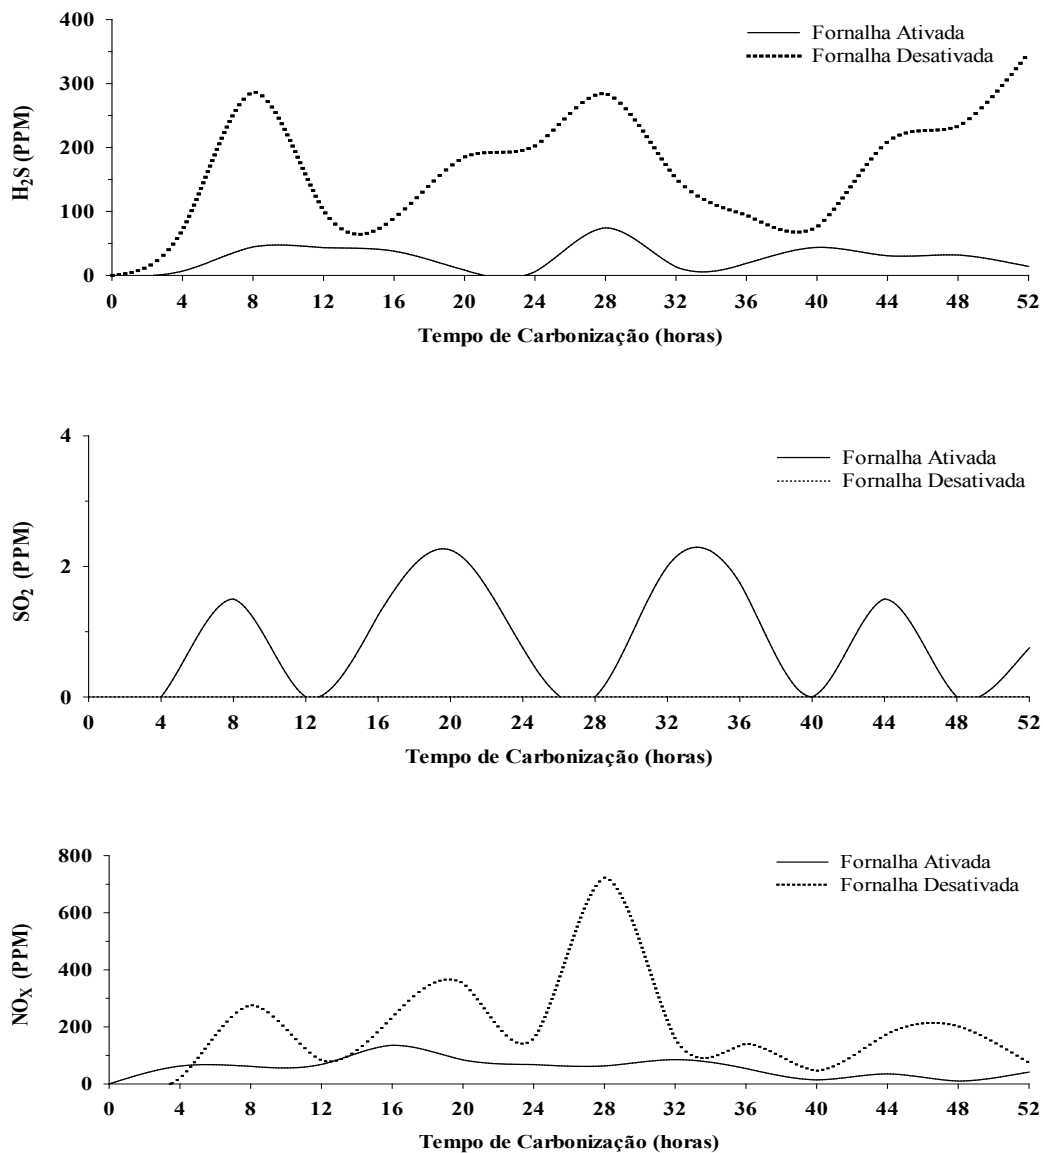 400
300
200
100
0
H₂S (PPM)
Fornalha Ativada
Fornalha Desativada
0 4 8 12 16 20 24 28 32 36 40 44 48 52
Tempo de Carbonização (horas)
4
2
0
SO₂ (PPM)
Fornalha Ativada
Fornalha Desativada
0 4 8 12 16 20 24 28 32 36 40 44 48 52
Tempo de Carbonização (horas)
800
600
400
200
0
NOX (PPM)
Fornalha Ativada
Fornalha Desativada
0 4 8 12 16 20 24 28 32 36 40 44 48 52
Tempo de Carbonização (horas)